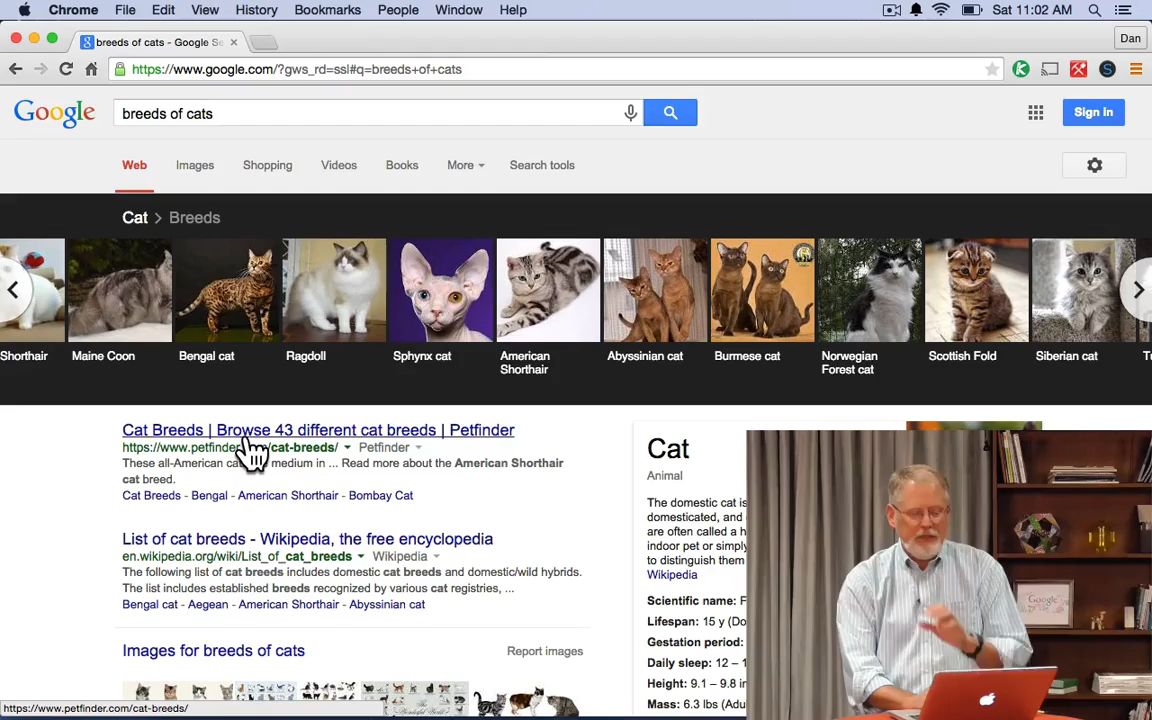 Chrome File Edit View History Bookmarks People Window Help Sat 11:02 AM
breeds of cats - Google Se
Dan
https://www.google.com/?gws_rd=ssl#q=breeds+of+cats
Google breeds of cats Sign In
Web Images Shopping Videos Books More Search tools
Cat > Breeds
Shorthair Maine Coon Bengal cat Ragdoll Sphynx cat American Shorthair Abyssinian cat Burmese cat Norwegian Forest cat Scottish Fold Siberian cat
Cat Breeds | Browse 43 different cat breeds | Petfinder
https://www.petfinder. /cat-breeds/ Petfinder
These all-American ca medium in ... Read more about the American Shorthair
cat breed.
Cat Breeds - Bengal - American Shorthair - Bombay Cat
List of cat breeds - Wikipedia, the free encyclopedia
en.wikipedia.org/wiki/List_of_cat_breeds Wikipedia
The following list of cat breeds includes domestic cat breeds and domestic/wild hybrids.
The list includes established breeds recognized by various cat registries, ...
Bengal cat - Aegean - American Shorthair - Abyssinian cat
Images for breeds of cats Report images
Cat
Animal
The domestic cat is
domesticated, and
are often called a h
indoor pet or simply
to distinguish them
Wikipedia
Scientific name: F
Lifespan: 15 y (Do
Gestation period:
Daily sleep: 12 – 1
Height: 9.1 – 9.8 in
Mass: 6.3 lbs (Adu
Google
https://www.petfinder.com/cat-breeds/